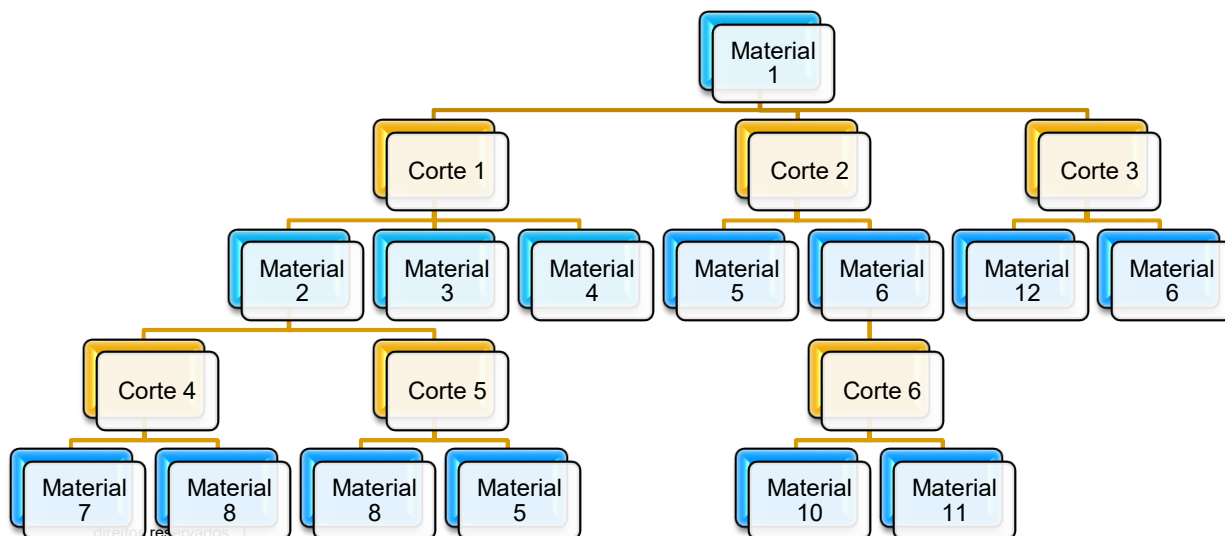 Material
1
Corte 1
Corte 2
Corte 3
Material
2
Material
3
Material
4
Material
5
Material
6
Material
12
Material
6
Corte 4
Corte 5
Corte 6
Material
7
Material
8
Material
8
Material
5
Material
10
Material
11
direitos reservados